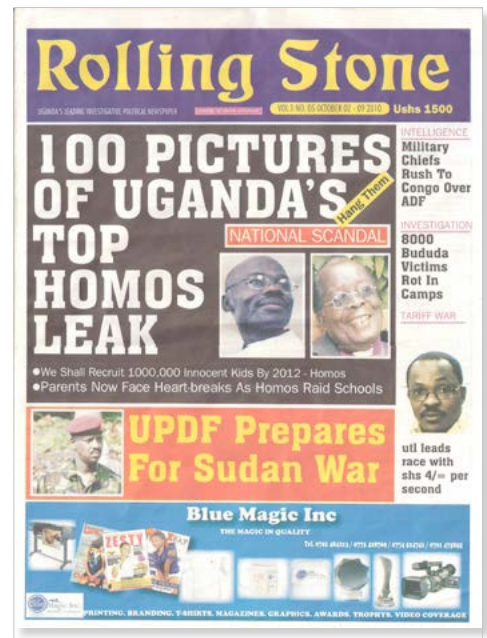 Rolling Stone
UGANDA'S LEADING INVESTIGATIVE POLITICAL NEWSPAPER
VOL.1 NO. 05 OCTOBER 02 - 09 2010
Ushs 1500
100 PICTURES
OF UGANDA'S
TOP
HOMOS
LEAK
Hang Them
NATIONAL SCANDAL
●We Shall Recruit 1000,000 Innocent Kids By 2012 - Homos
●Parents Now Face Heart-breaks As Homos Raid Schools
INTELLIGENCE
Military
Chiefs
Rush To
Congo Over
ADF
INVESTIGATION
8000
Bududa
Victims
Rot In
Camps
TARIFF WAR
utl leads
race with
shs 4/= per
second
UPDF Prepares
For Sudan War
Blue Magic Inc
THE MAGIC IN QUALITY
ZESTY
Magic Inc.
PRINTING. BRANDING. T-SHIRTS. MAGAZINES. GRAPHICS. AWARDS. TROPHYS. VIDEO COVERAGE